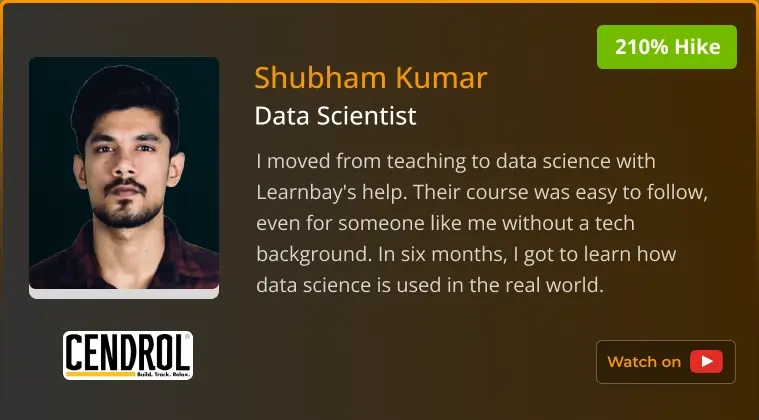 210% Hike
Shubham Kumar
Data Scientist
I moved from teaching to data science with
Learnbay's help. Their course was easy to follow,
even for someone like me without a tech
background. In six months, I got to learn how
data science is used in the real world.
CENDROL
Build. Track. Relax.
Watch on